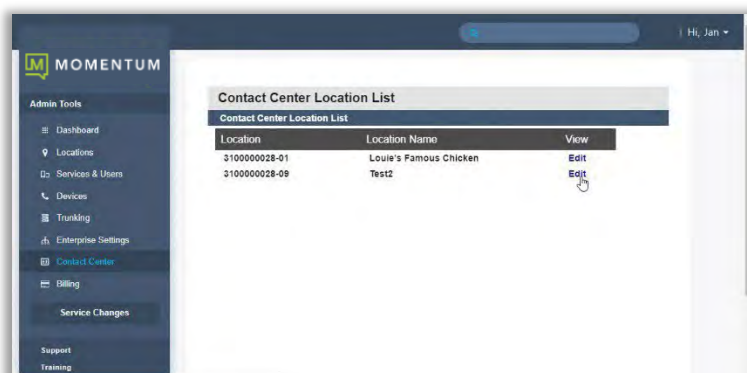 Hi, Jan
MOMENTUM
Admin Tools
Dashboard
Locations
Services & Users
Devices
Trunking
Enterprise Settings
Contact Center
Billing
Service Changes
Support
Training
Contact Center Location List
Contact Center Location List
Location Location Name View
3100000028-01 Louie's Famous Chicken Edit
3100000028-09 Test2 Edit